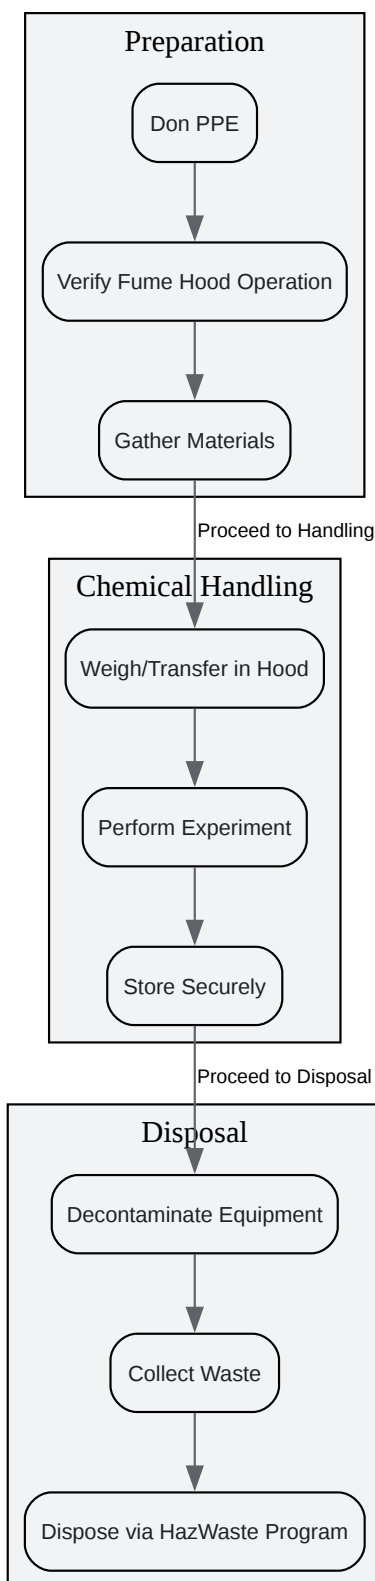 Preparation
Don PPE
Verify Fume Hood Operation
Gather Materials
Proceed to Handling
Chemical Handling
Weigh/Transfer in Hood
Perform Experiment
Store Securely
Proceed to Disposal
Disposal
Decontaminate Equipment
Collect Waste
Dispose via HazWaste Program